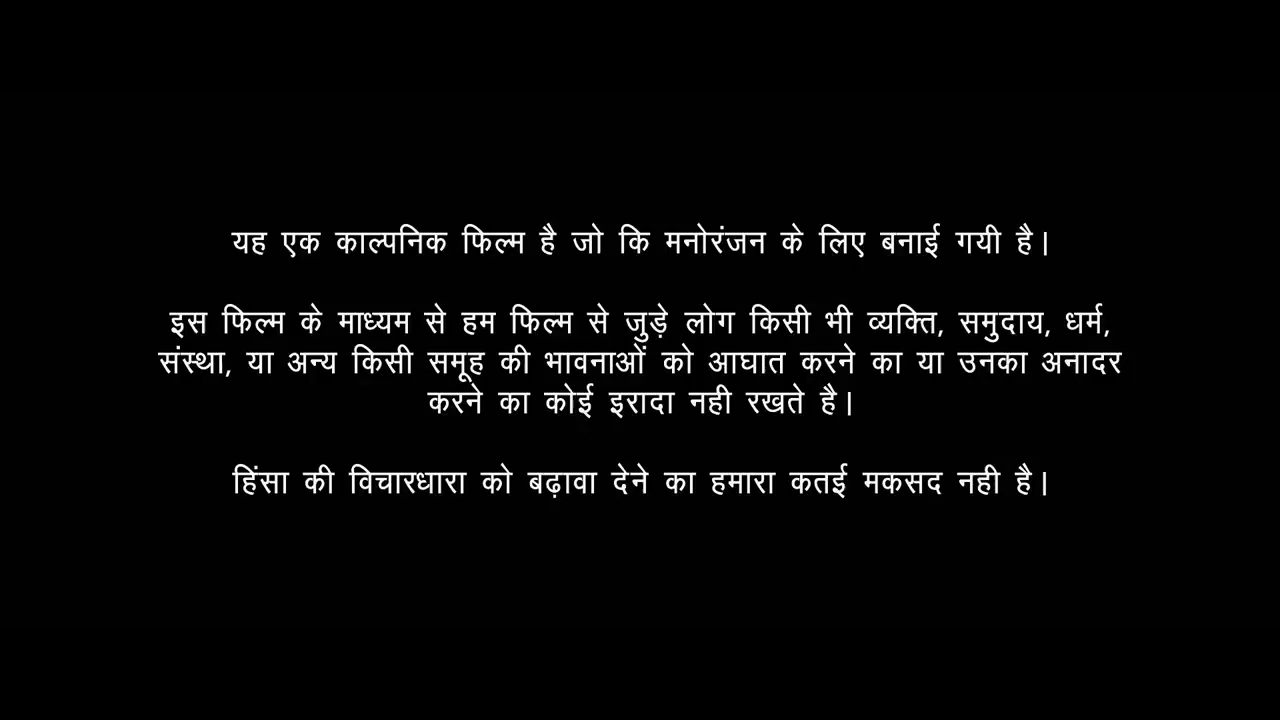 यह एक काल्पनिक फिल्म है जो कि मनोरंजन के लिए बनाई गयी है।
इस फिल्म के माध्यम से हम फिल्म से जुड़े लोग किसी भी व्यक्ति, समुदाय, धर्म,
संस्था, या अन्य किसी समूह की भावनाओं को आघात करने का या उनका अनादर
करने का कोई इरादा नही रखते है।
हिंसा की विचारधारा को बढ़ावा देने का हमारा कतई मकसद नही है।